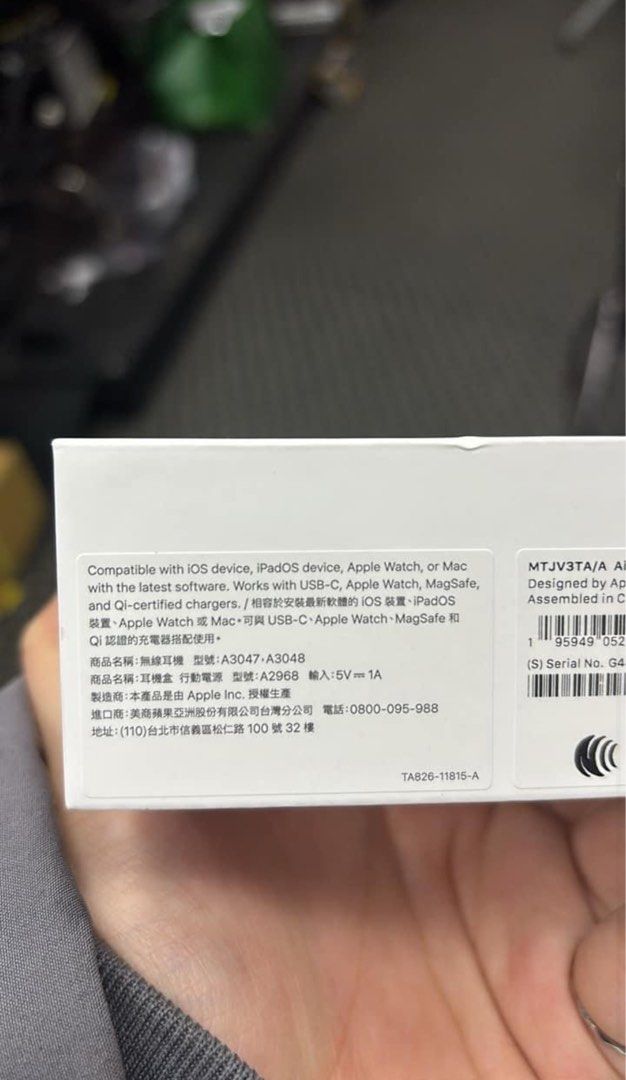 Compatible with iOS device, iPadOS device, Apple Watch, or Mac
with the latest software. Works with USB-C, Apple Watch, MagSafe,
and Qi-certified chargers. / 相容於安裝最新軟體的 iOS 裝置、iPadOS
裝置、Apple Watch 或 Mac。可與 USB-C、Apple Watch、MagSafe 和
Qi 認證的充電器搭配使用。
商品名稱：無線耳機 型號：A3047，A3048
商品名稱：耳機盒 行動電源 型號：A2968 輸入：5V⎓1A
製造商：本產品是由 Apple Inc. 授權生產
進口商：美商蘋果亞洲股份有限公司台灣分公司 電話：0800-095-988
地址：(110)台北市信義區松仁路 100 號 32 樓
TA826-11815-A
MTJV3TA/A Ai
Designed by Ap
Assembled in C
1 95949 052
(S) Serial No. G4